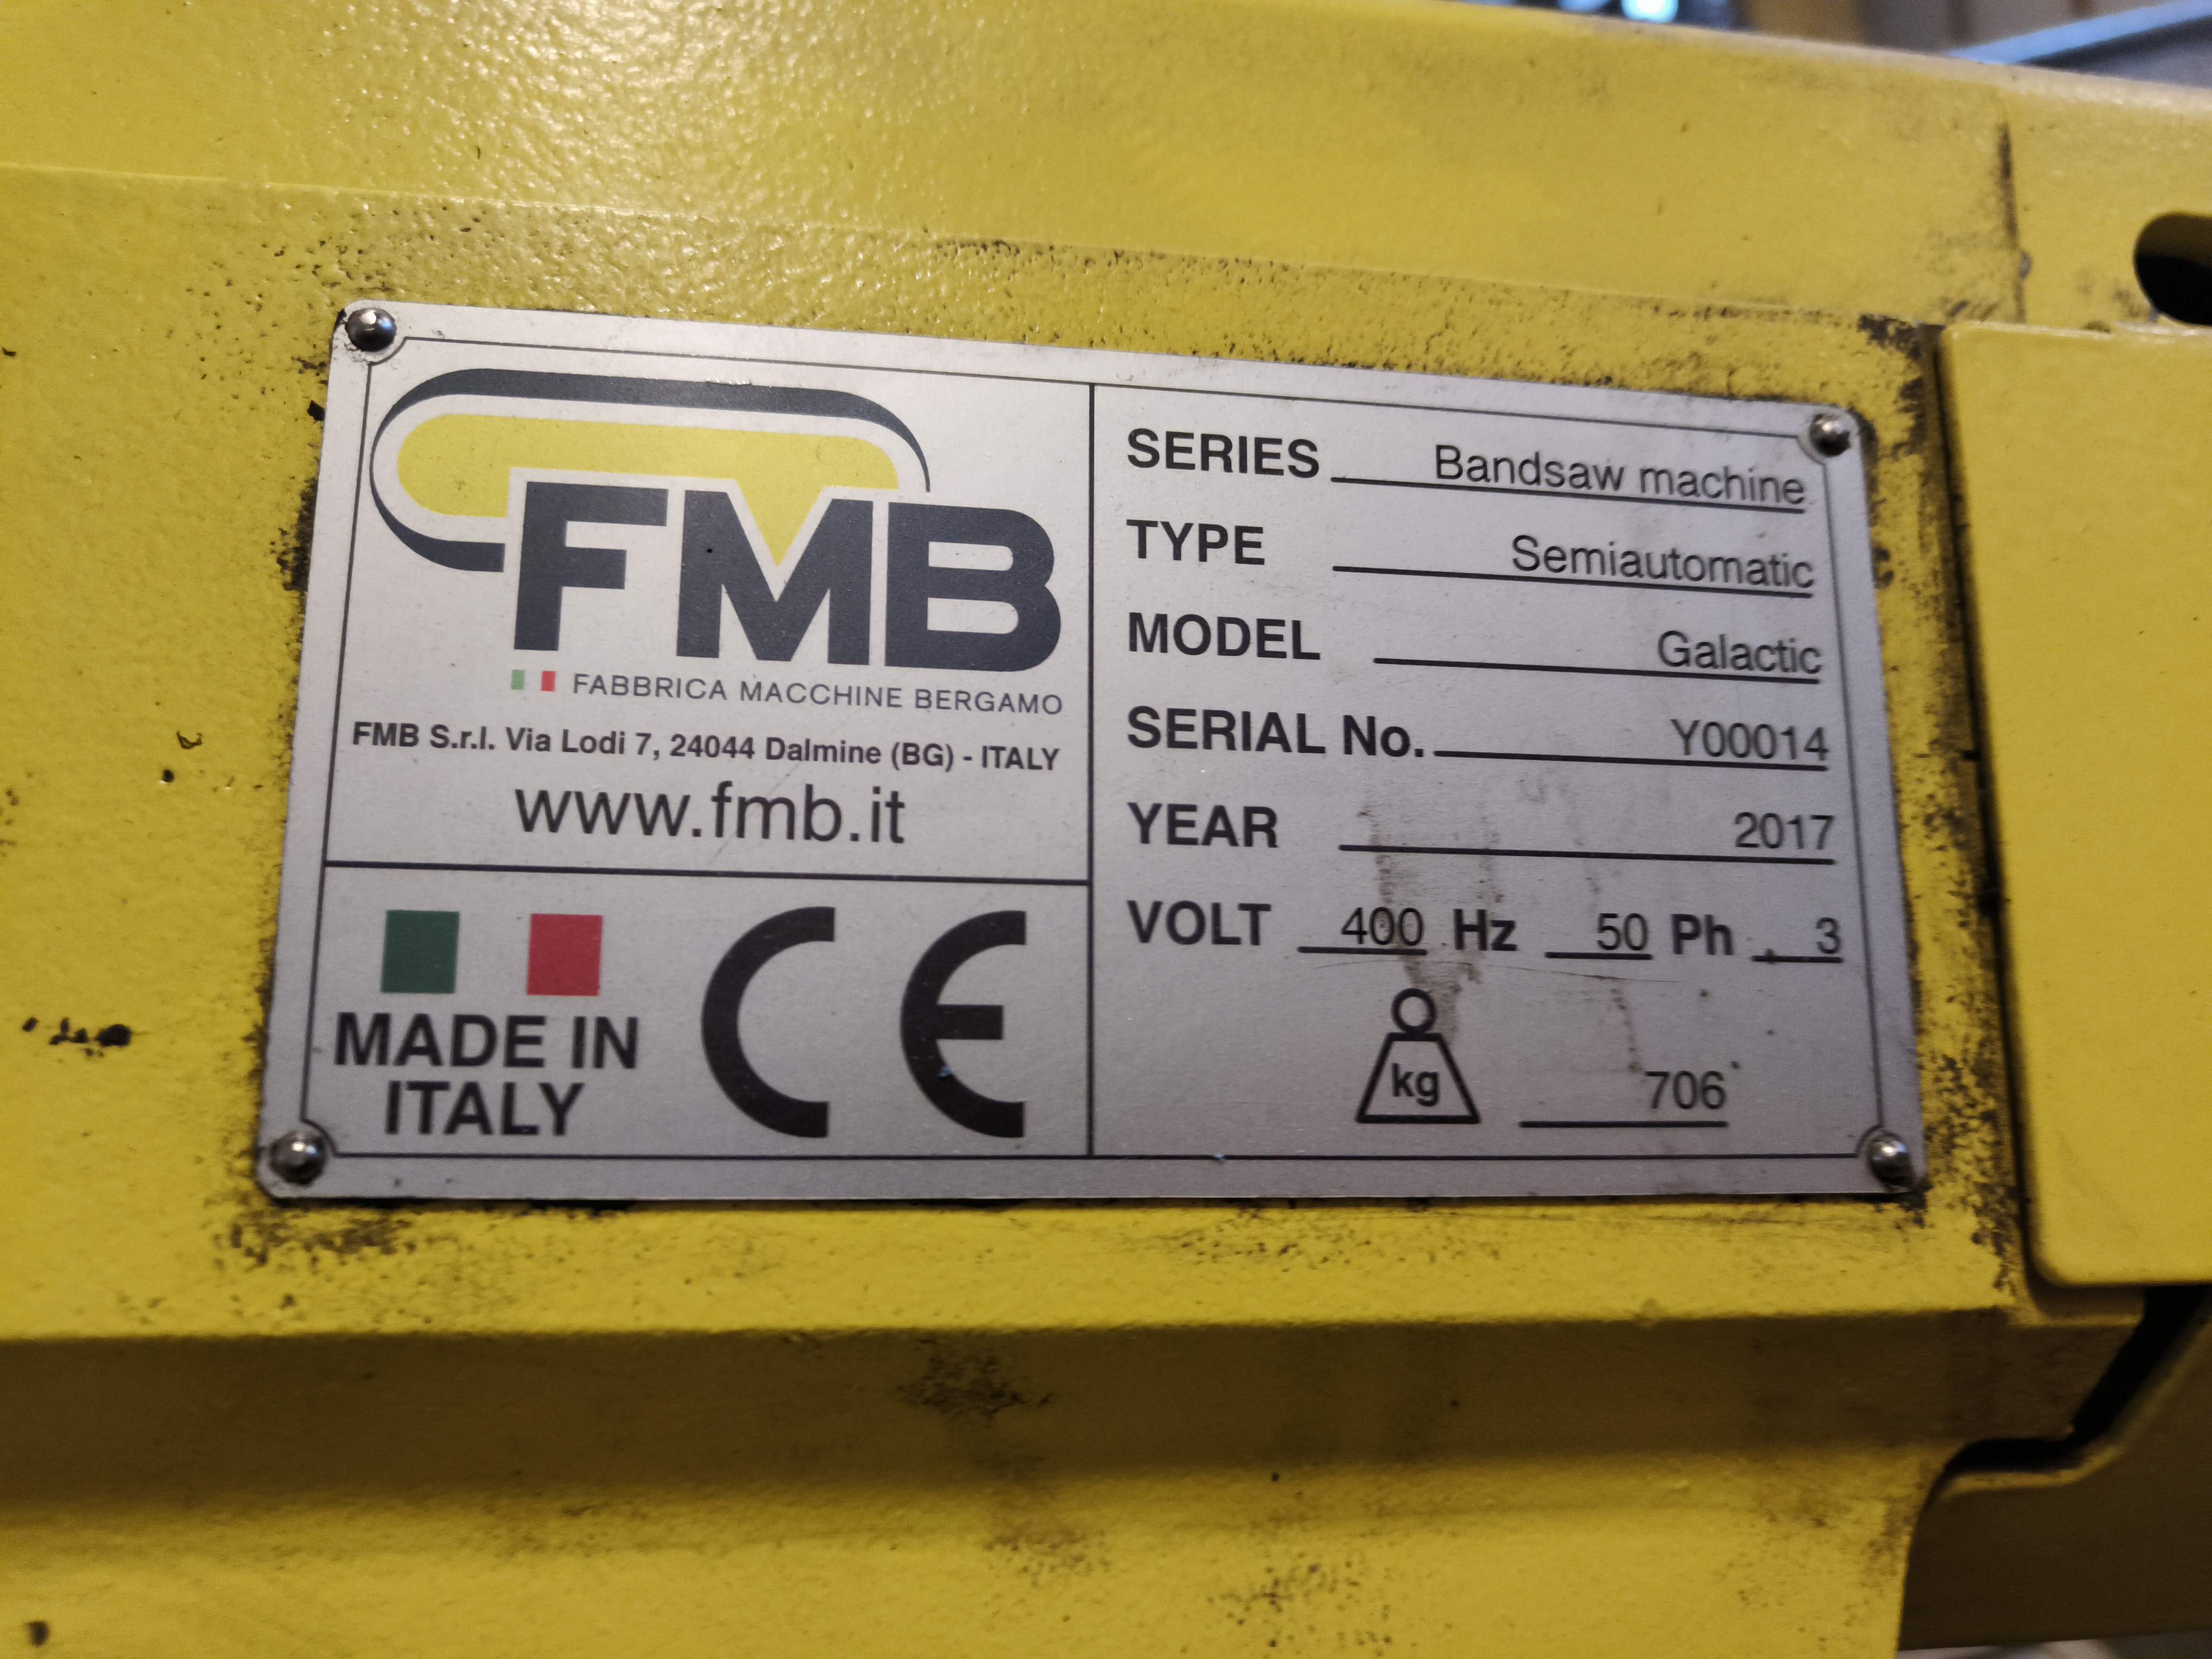 FMB
FABBRICA MACCHINE BERGAMO
FMB S.r.l. Via Lodi 7, 24044 Dalmine (BG) - ITALY
www.fmb.it
MADE IN
ITALY
CE
SERIES Bandsaw machine
TYPE Semiautomatic
MODEL Galactic
SERIAL No. Y00014
YEAR 2017
VOLT 400 Hz 50 Ph 3
kg 706